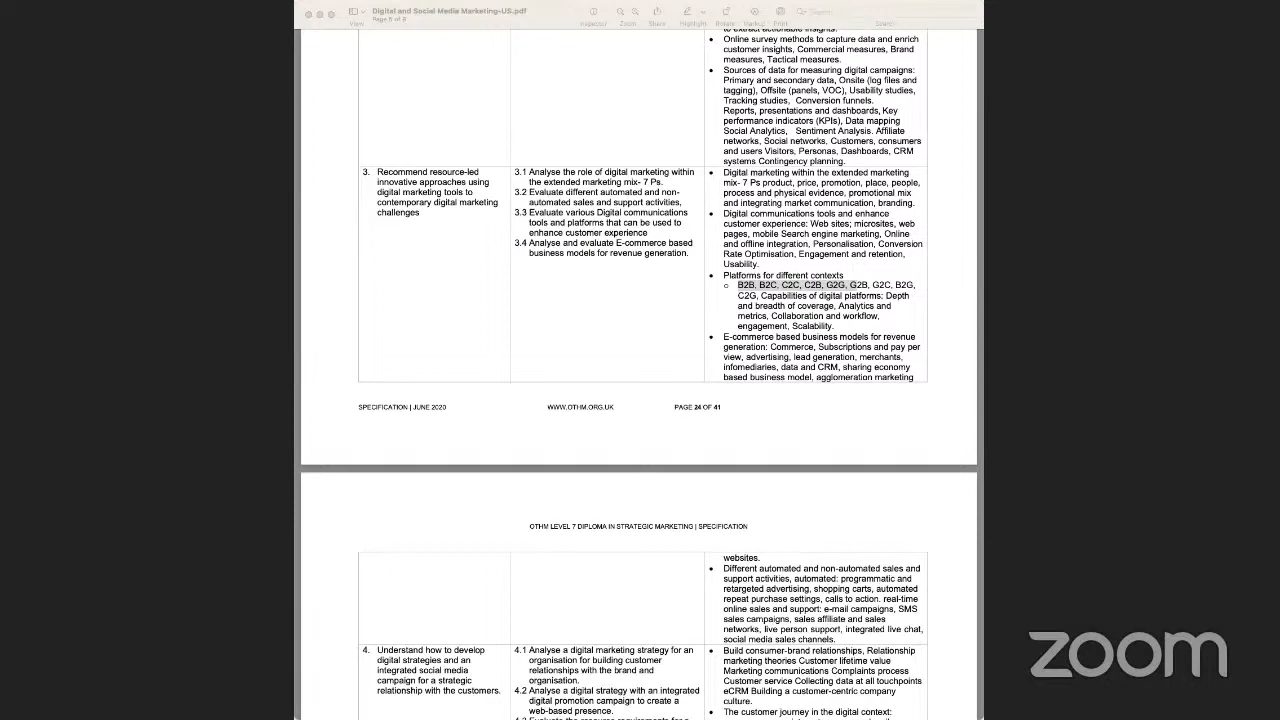 Digital and Social Media Marketing-US.pdf
Page 6 of 8
View
Inspector
Zoom
Share
Highlight
Rotate
Markup
Print
Search
Search
to extract actionable insights.
• Online survey methods to capture data and enrich
customer insights, Commercial measures, Brand
measures, Tactical measures.
• Sources of data for measuring digital campaigns:
Primary and secondary data, Onsite (log files and
tagging), Offsite (panels, VOC), Usability studies,
Tracking studies, Conversion funnels.
Reports, presentations and dashboards, Key
performance indicators (KPIs), Data mapping
Social Analytics, Sentiment Analysis. Affiliate
networks, Social networks, Customers, consumers
and users Visitors, Personas, Dashboards, CRM
systems Contingency planning.
3. Recommend resource-led
innovative approaches using
digital marketing tools to
contemporary digital marketing
challenges
3.1 Analyse the role of digital marketing within
the extended marketing mix- 7 Ps.
3.2 Evaluate different automated and non-
automated sales and support activities,
3.3 Evaluate various Digital communications
tools and platforms that can be used to
enhance customer experience
3.4 Analyse and evaluate E-commerce based
business models for revenue generation.
• Digital marketing within the extended marketing
mix- 7 Ps product, price, promotion, place, people,
process and physical evidence, promotional mix
and integrating market communication, branding.
• Digital communications tools and enhance
customer experience: Web sites; microsites, web
pages, mobile Search engine marketing, Online
and offline integration, Personalisation, Conversion
Rate Optimisation, Engagement and retention,
Usability.
• Platforms for different contexts
o B2B, B2C, C2C, C2B, G2G, G2B, G2C, B2G,
C2G, Capabilities of digital platforms: Depth
and breadth of coverage, Analytics and
metrics, Collaboration and workflow,
engagement, Scalability.
• E-commerce based business models for revenue
generation: Commerce, Subscriptions and pay per
view, advertising, lead generation, merchants,
infomediaries, data and CRM, sharing economy
based business model, agglomeration marketing
SPECIFICATION | JUNE 2020
WWW.OTHM.ORG.UK
PAGE 24 OF 41
OTHM LEVEL 7 DIPLOMA IN STRATEGIC MARKETING | SPECIFICATION
websites.
• Different automated and non-automated sales and
support activities, automated: programmatic and
retargeted advertising, shopping carts, automated
repeat purchase settings, calls to action. real-time
online sales and support: e-mail campaigns, SMS
sales campaigns, sales affiliate and sales
networks, live person support, integrated live chat,
social media sales channels.
4. Understand how to develop
digital strategies and an
integrated social media
campaign for a strategic
relationship with the customers.
4.1 Analyse a digital marketing strategy for an
organisation for building customer
relationships with the brand and
organisation.
4.2 Analyse a digital strategy with an integrated
digital promotion campaign to create a
web-based presence.
4.3 Evaluate the resource requirements for a
• Build consumer-brand relationships, Relationship
marketing theories Customer lifetime value
Marketing communications Complaints process
Customer service Collecting data at all touchpoints
eCRM Building a customer-centric company
culture.
• The customer journey in the digital context:
zoom